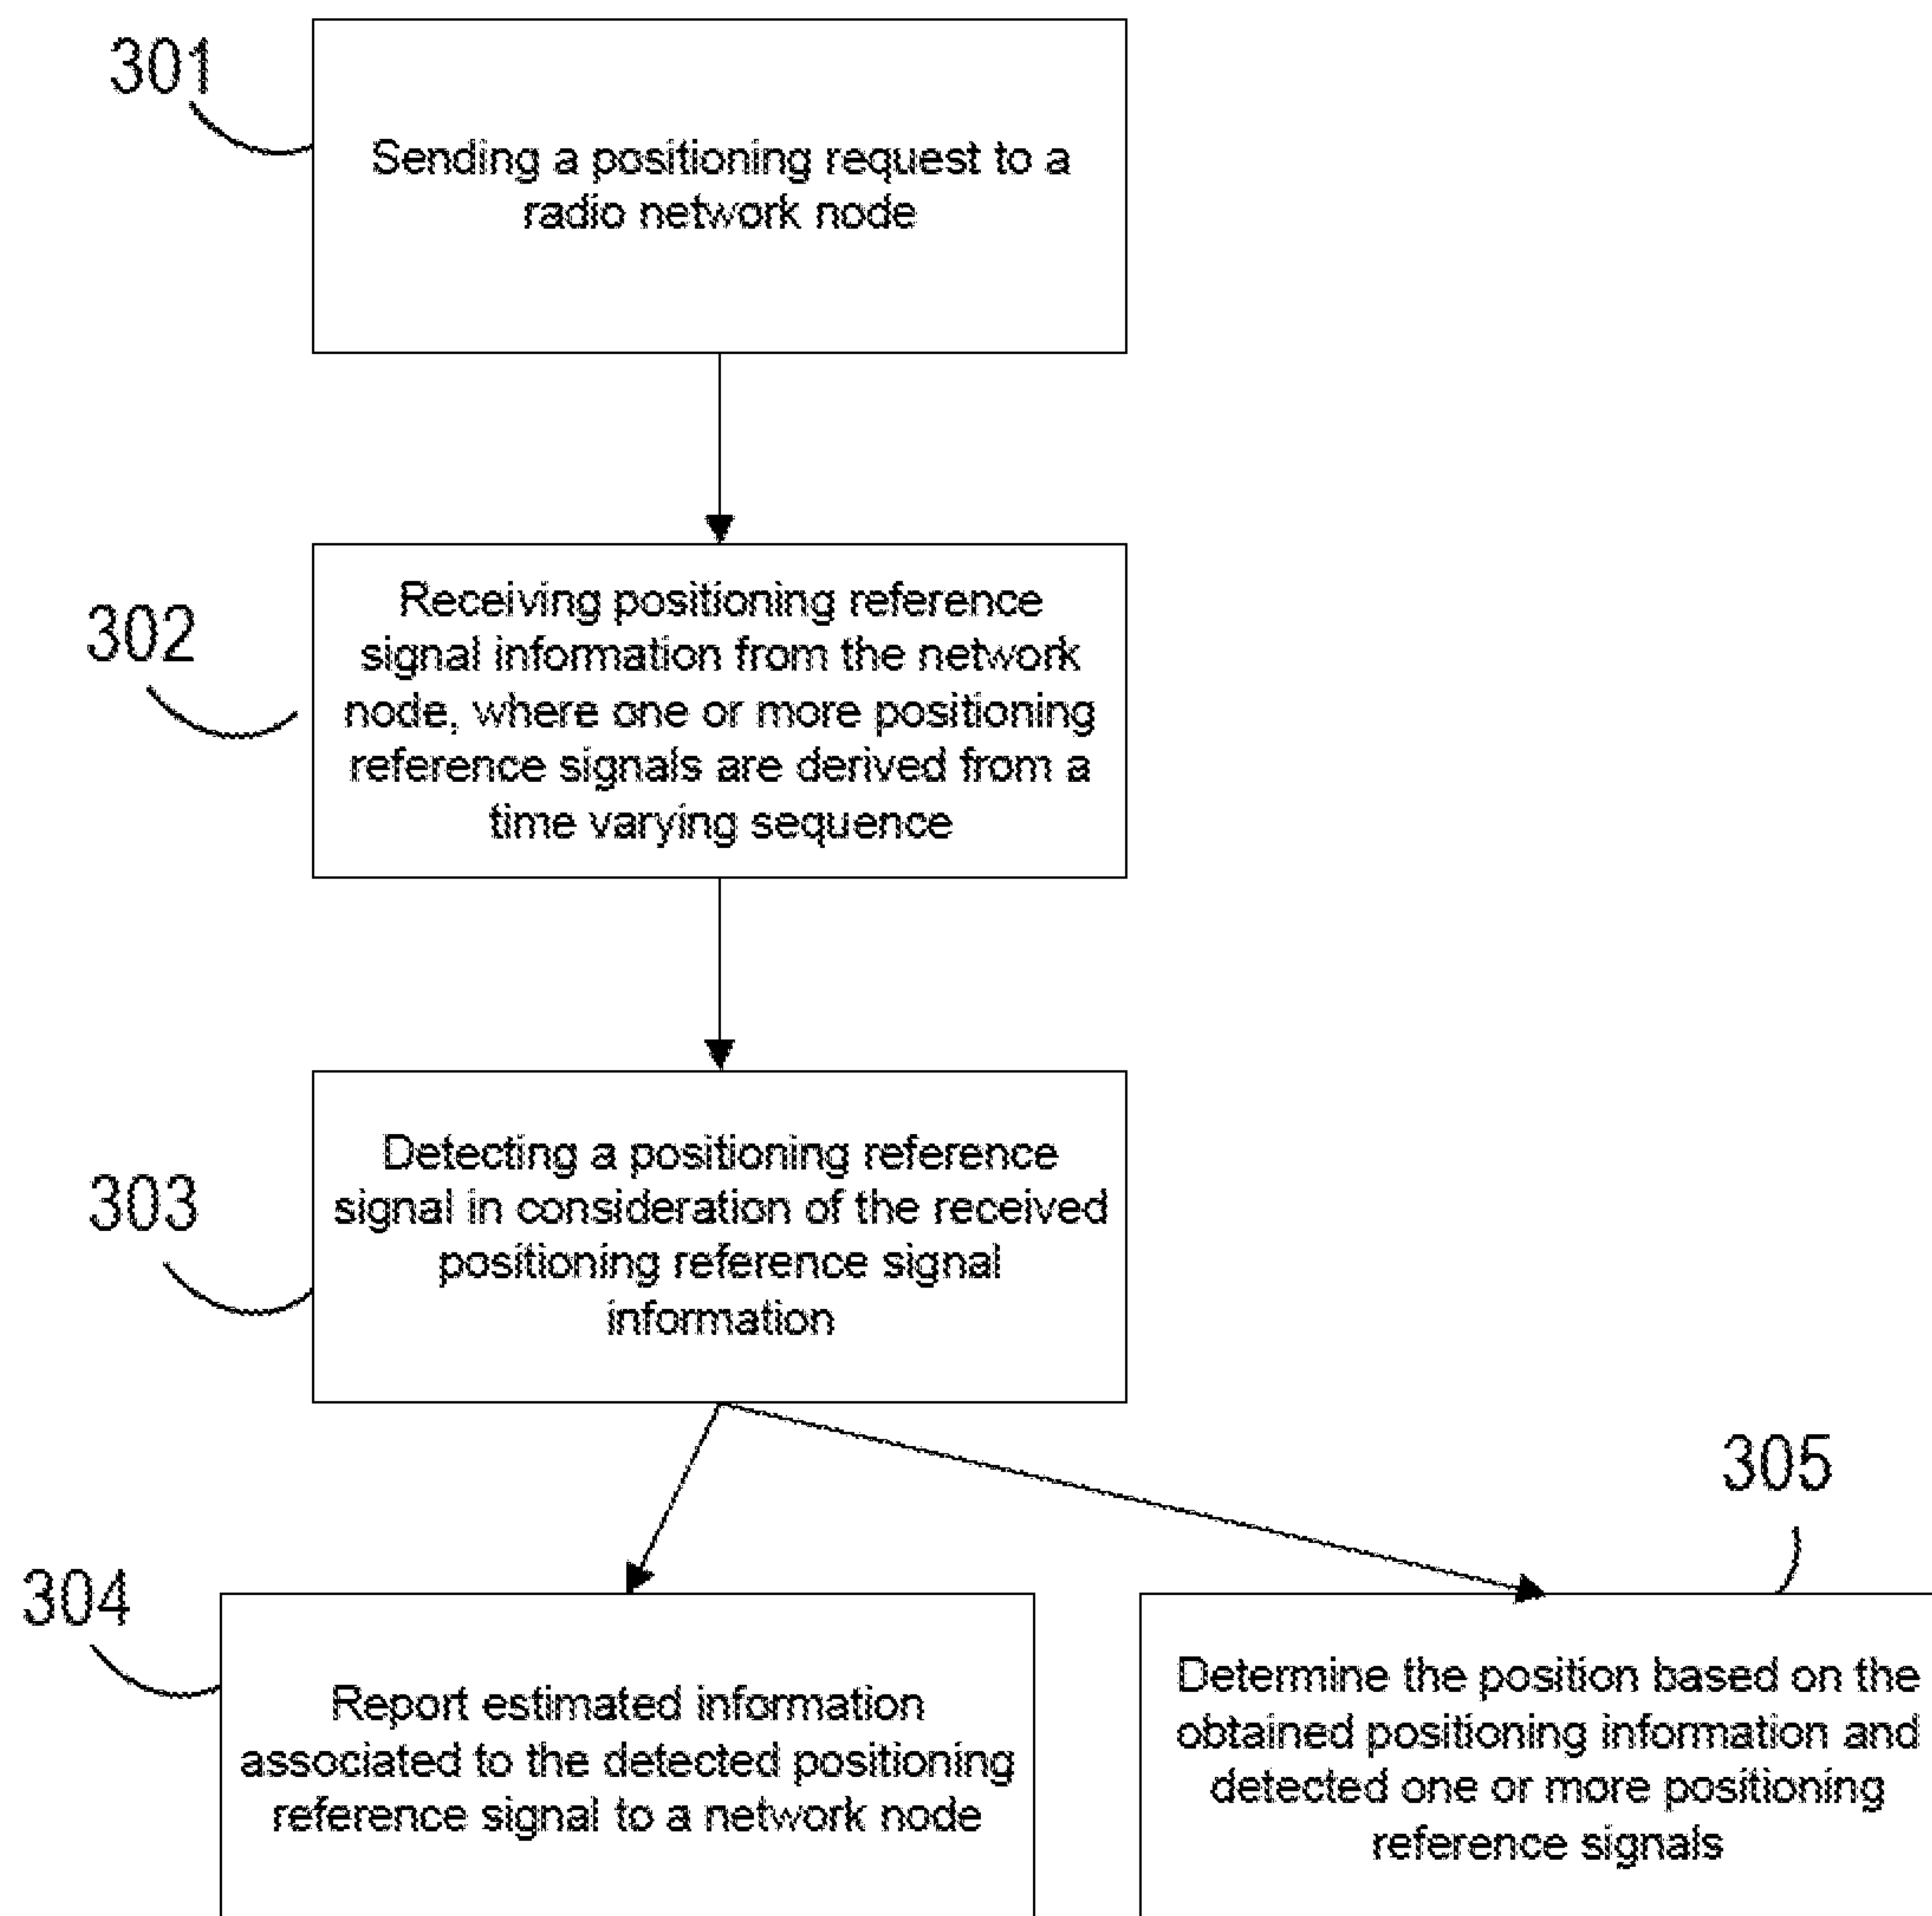 301
Sending a positioning request to a
radio network node
302
Receiving positioning reference
signal information from the network
node, where one or more positioning
reference signals are derived from a
time varying sequence
303
Detecting a positioning reference
signal in consideration of the received
positioning reference signal
information
304
Report estimated information
associated to the detected positioning
reference signal to a network node
305
Determine the position based on the
obtained positioning information and
detected one or more positioning
reference signals